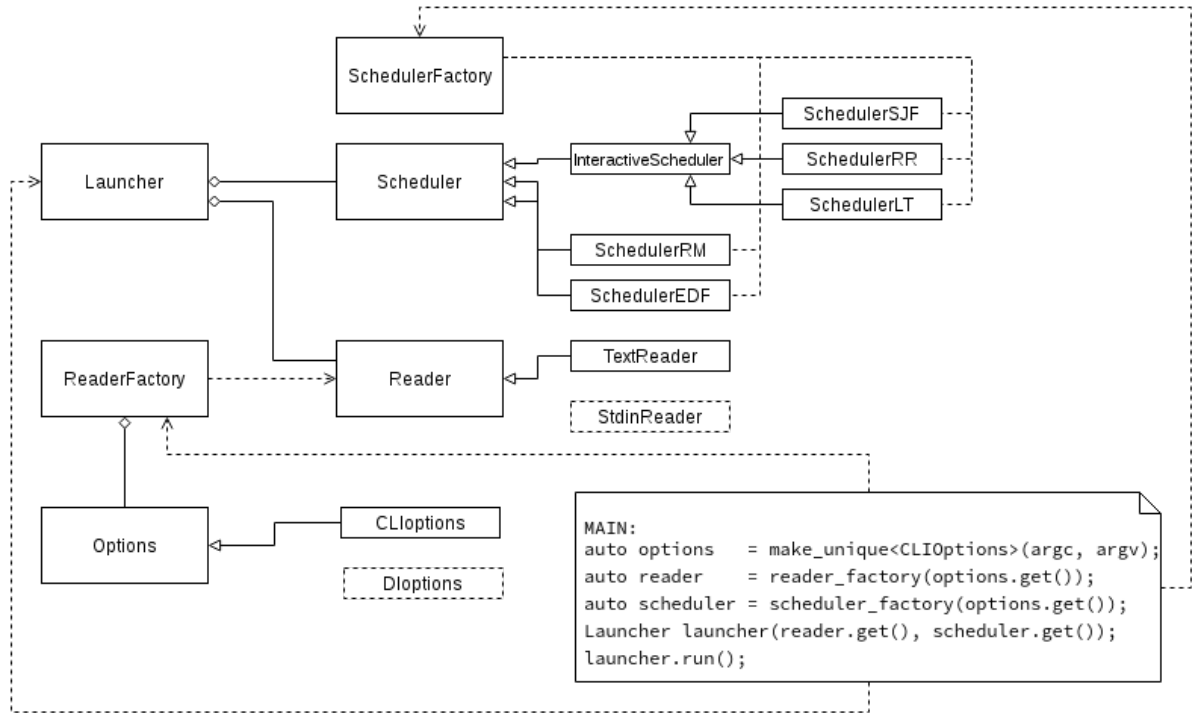 SchedulerFactory
SchedulerSJF
Launcher
Scheduler
InteractiveScheduler
SchedulerRR
SchedulerLT
SchedulerRM
SchedulerEDF
ReaderFactory
Reader
TextReader
StdinReader
Options
CLIoptions
DIoptions
MAIN:
auto options   = make_unique<CLIOptions>(argc, argv);
auto reader    = reader_factory(options.get());
auto scheduler = scheduler_factory(options.get());
Launcher launcher(reader.get(), scheduler.get());
launcher.run();